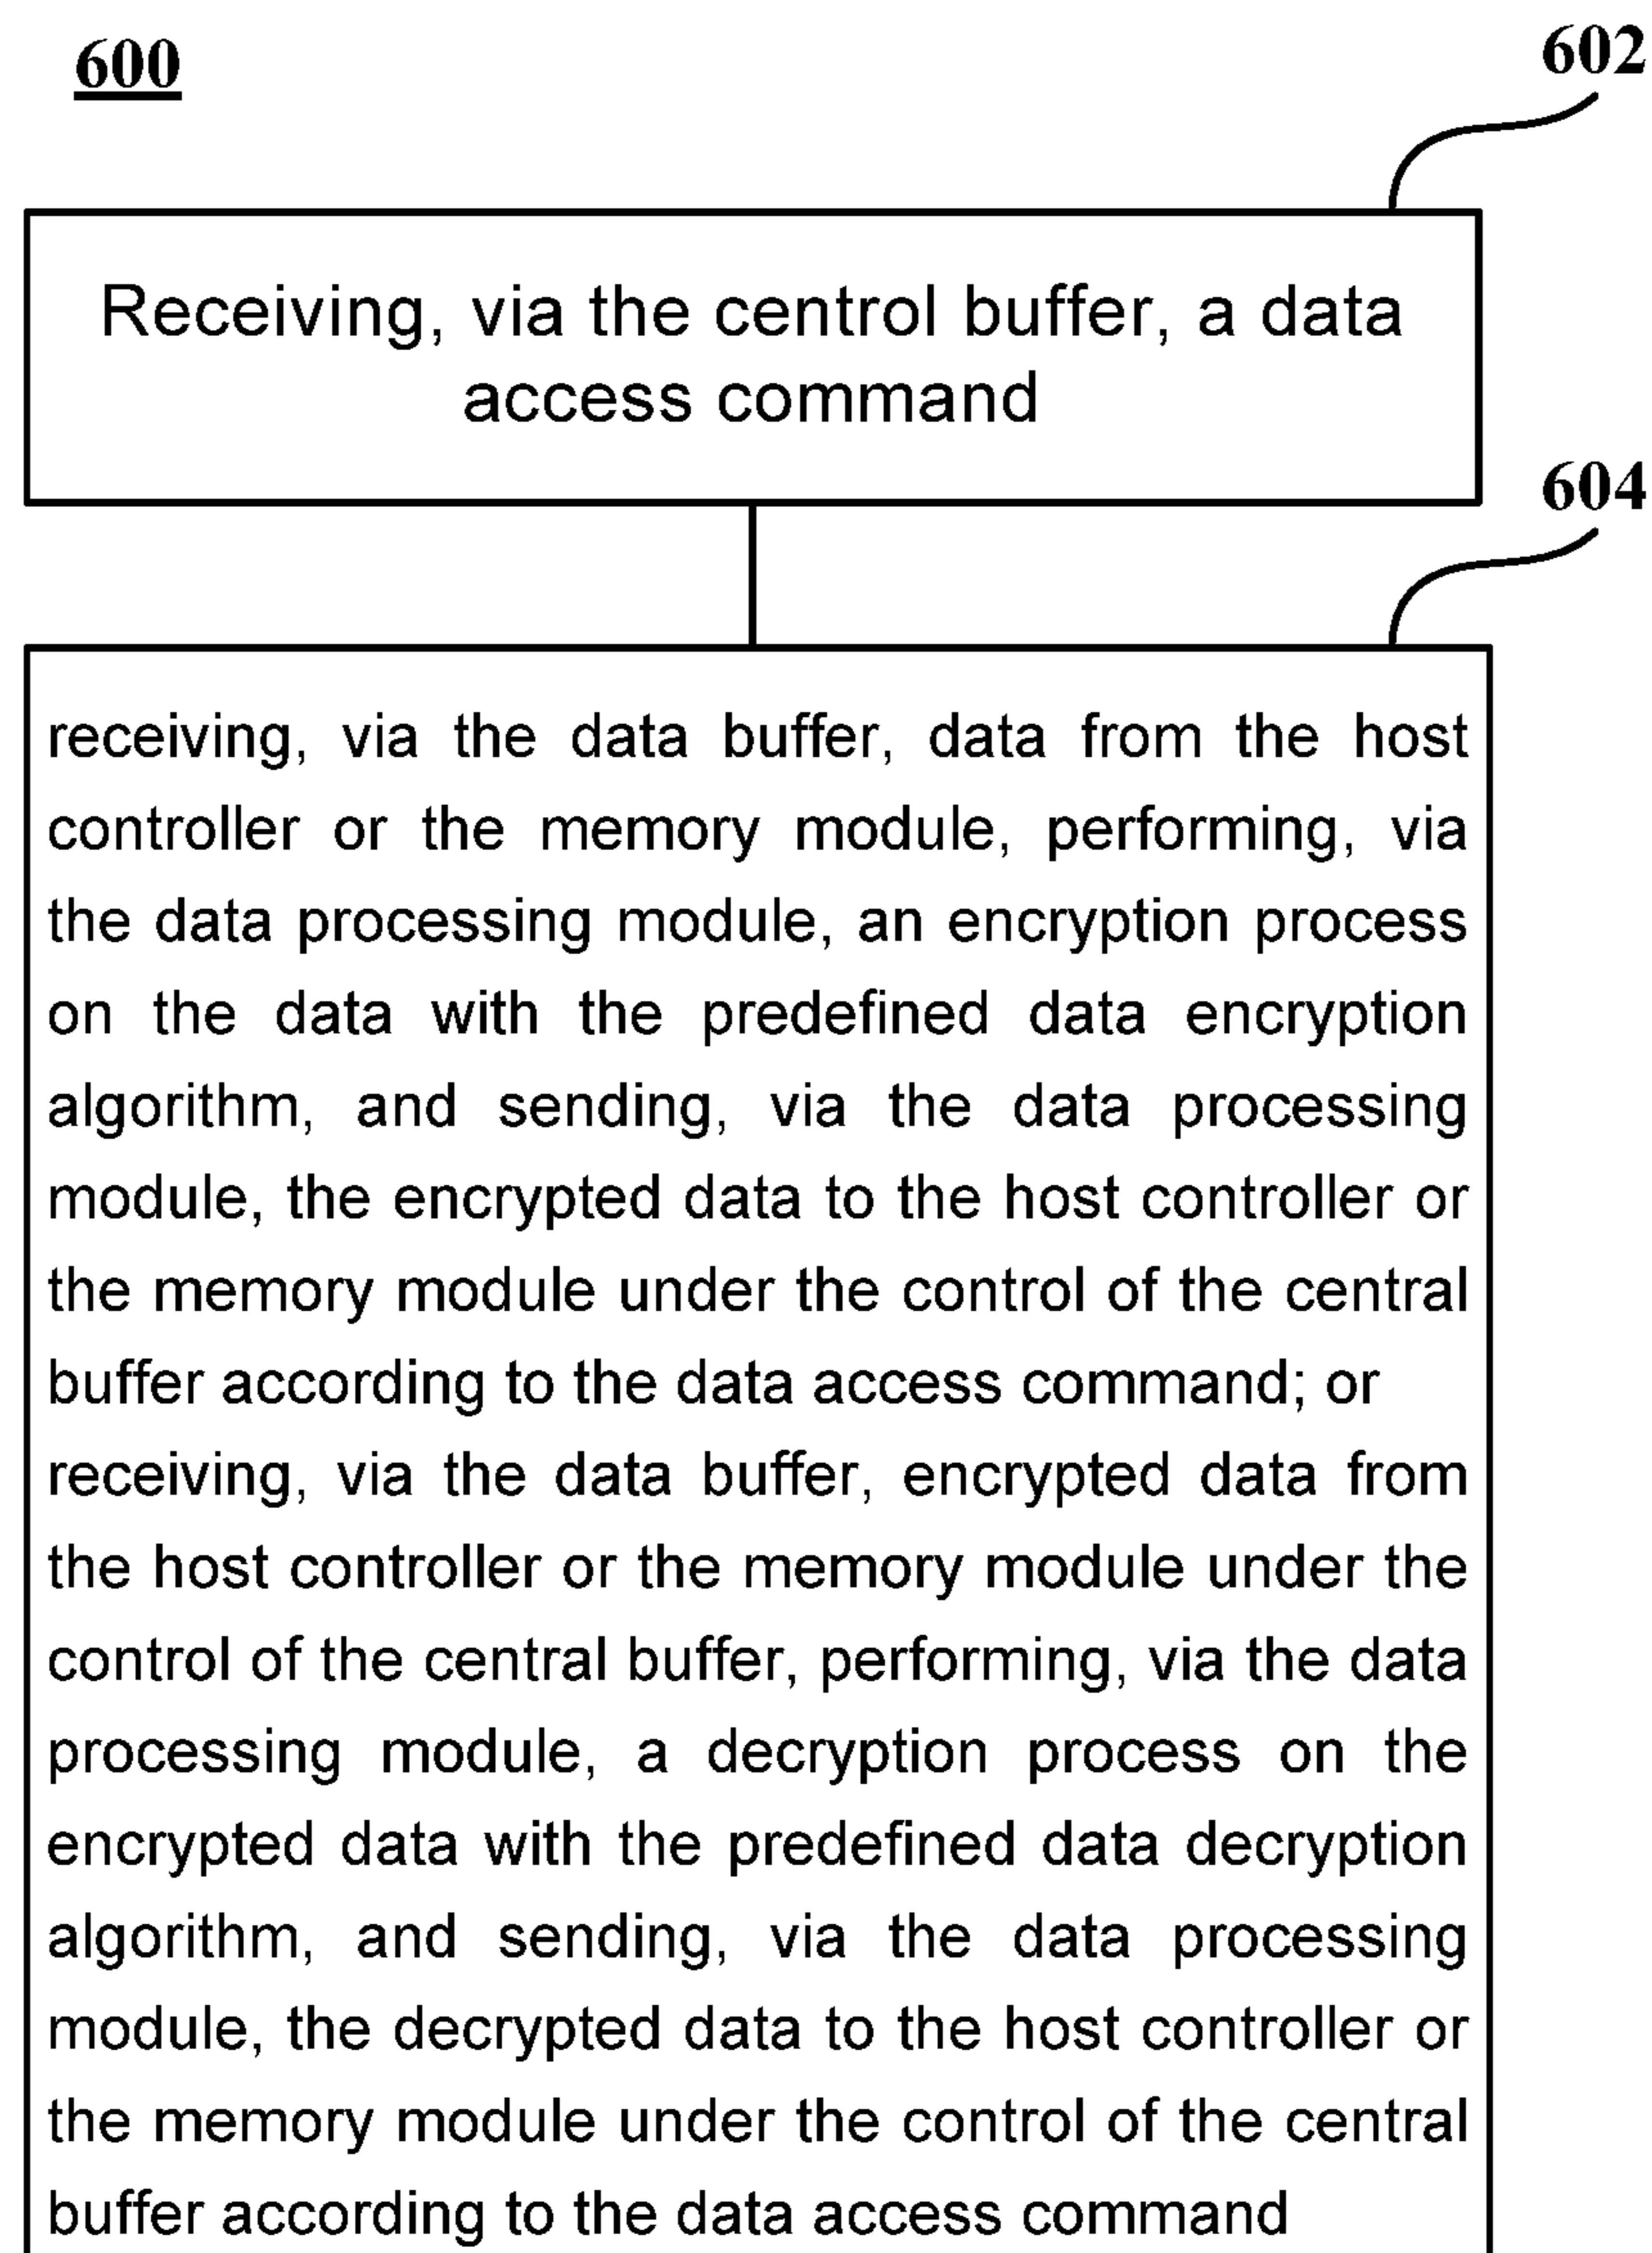 600
602
Receiving, via the central buffer, a data
access command
604
receiving, via the data buffer, data from the host
controller or the memory module, performing, via
the data processing module, an encryption process
on the data with the predefined data encryption
algorithm, and sending, via the data processing
module, the encrypted data to the host controller or
the memory module under the control of the central
buffer according to the data access command; or
receiving, via the data buffer, encrypted data from
the host controller or the memory module under the
control of the central buffer, performing, via the data
processing module, a decryption process on the
encrypted data with the predefined data decryption
algorithm, and sending, via the data processing
module, the decrypted data to the host controller or
the memory module under the control of the central
buffer according to the data access command